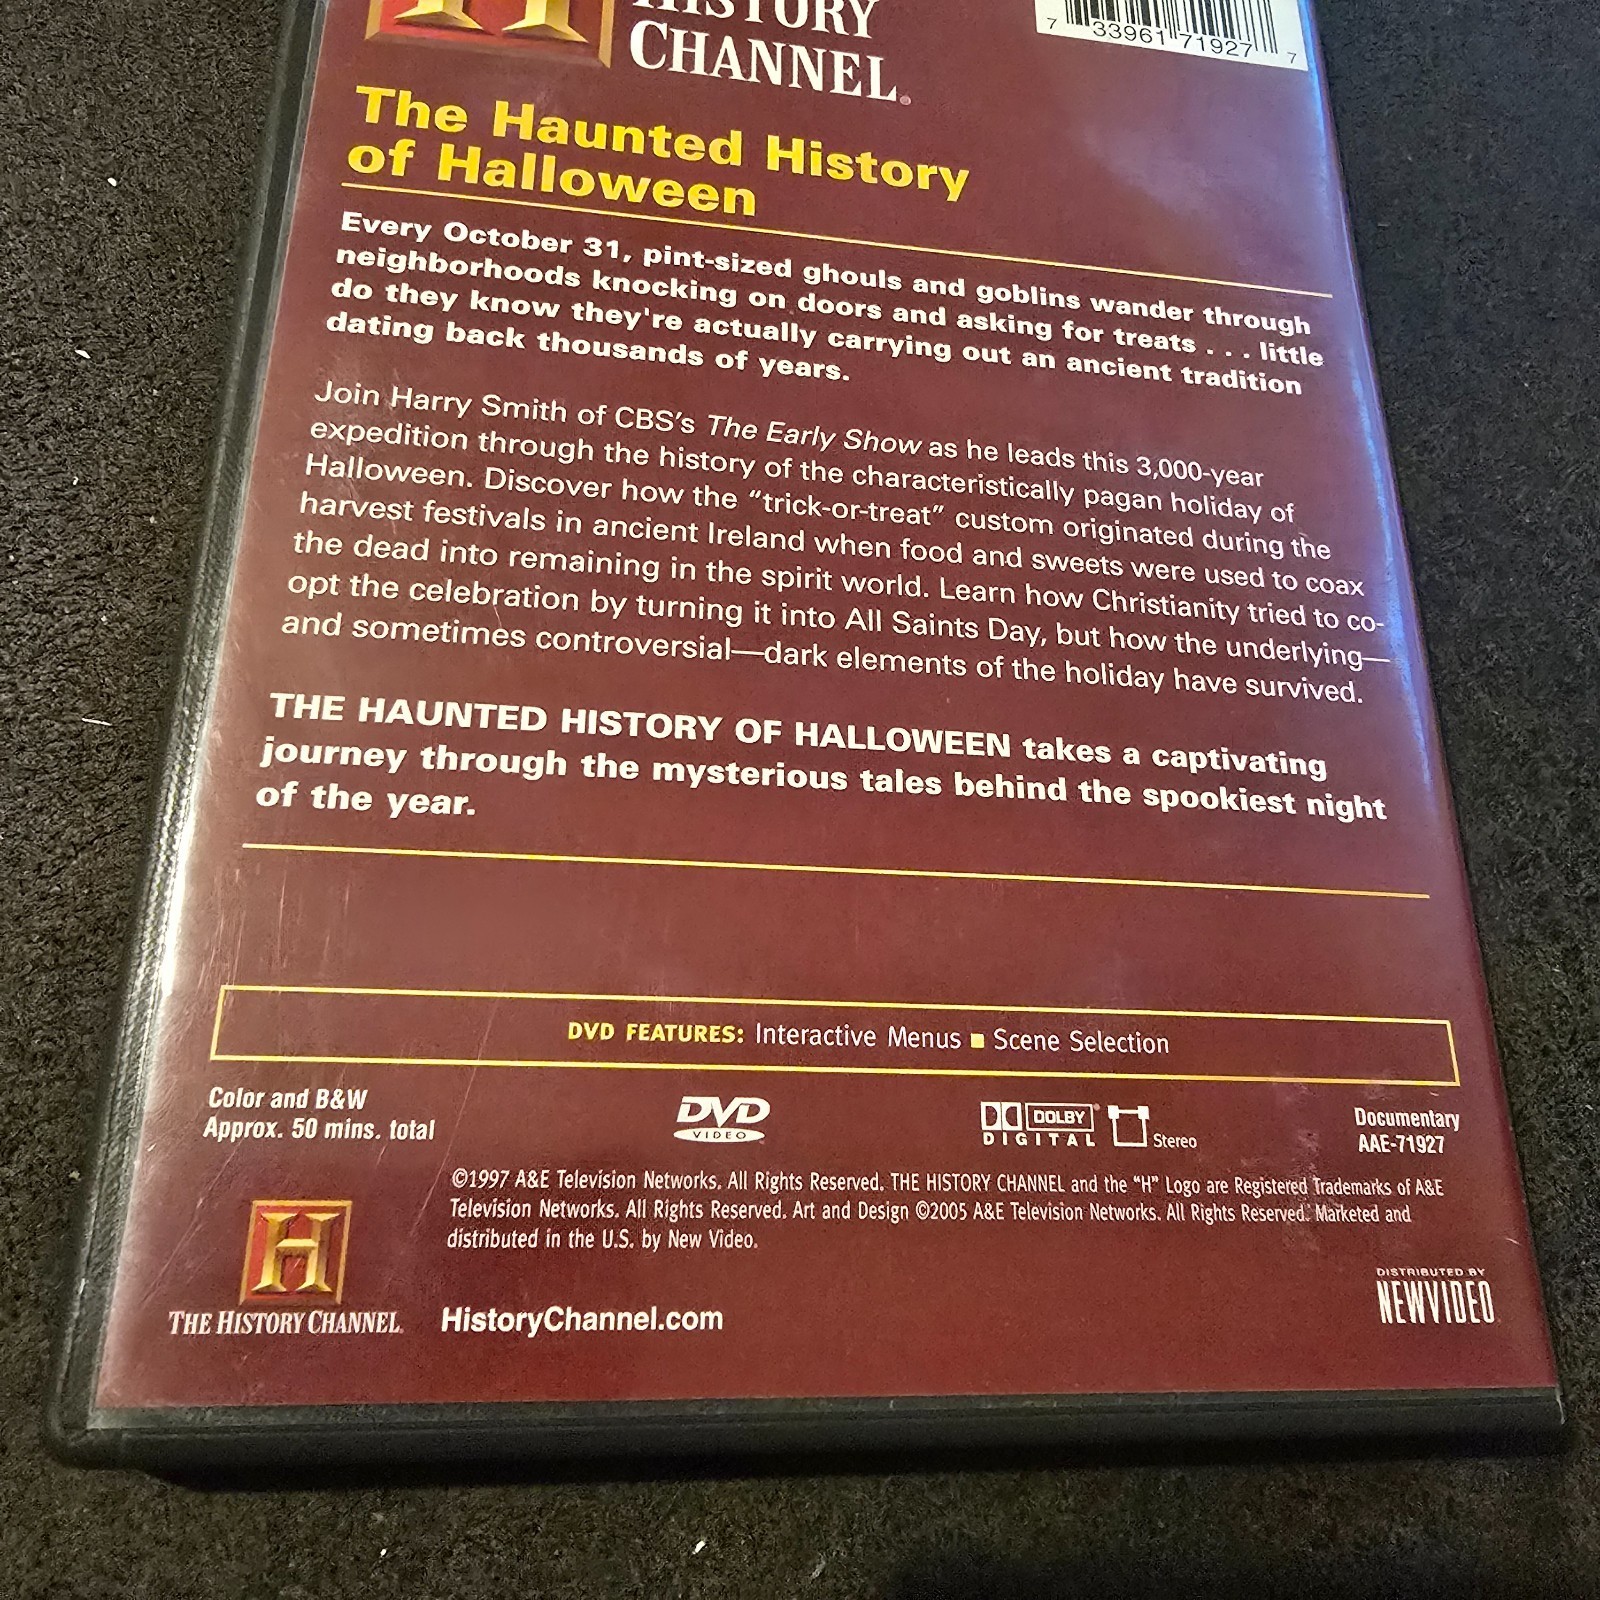 H HISTORY
CHANNEL.
7 33961 71927 7
The Haunted History
of Halloween
Every October 31, pint-sized ghouls and goblins wander through
neighborhoods knocking on doors and asking for treats . . . little
do they know they're actually carrying out an ancient tradition
dating back thousands of years.
Join Harry Smith of CBS's The Early Show as he leads this 3,000-year
expedition through the history of the characteristically pagan holiday of
Halloween. Discover how the “trick-or-treat” custom originated during the
harvest festivals in ancient Ireland when food and sweets were used to coax
the dead into remaining in the spirit world. Learn how Christianity tried to co-
opt the celebration by turning it into All Saints Day, but how the underlying—
and sometimes controversial—dark elements of the holiday have survived.
THE HAUNTED HISTORY OF HALLOWEEN takes a captivating
journey through the mysterious tales behind the spookiest night
of the year.
DVD FEATURES: Interactive Menus ■ Scene Selection
Color and B&W
Approx. 50 mins. total
DVD
VIDEO
DOLBY
DIGITAL
Stereo
Documentary
AAE-71927
©1997 A&E Television Networks. All Rights Reserved. THE HISTORY CHANNEL and the “H” Logo are Registered Trademarks of A&E
Television Networks. All Rights Reserved. Art and Design ©2005 A&E Television Networks. All Rights Reserved. Marketed and
distributed in the U.S. by New Video.
H
THE HISTORY CHANNEL.
HistoryChannel.com
DISTRIBUTED BY
NEWVIDEO